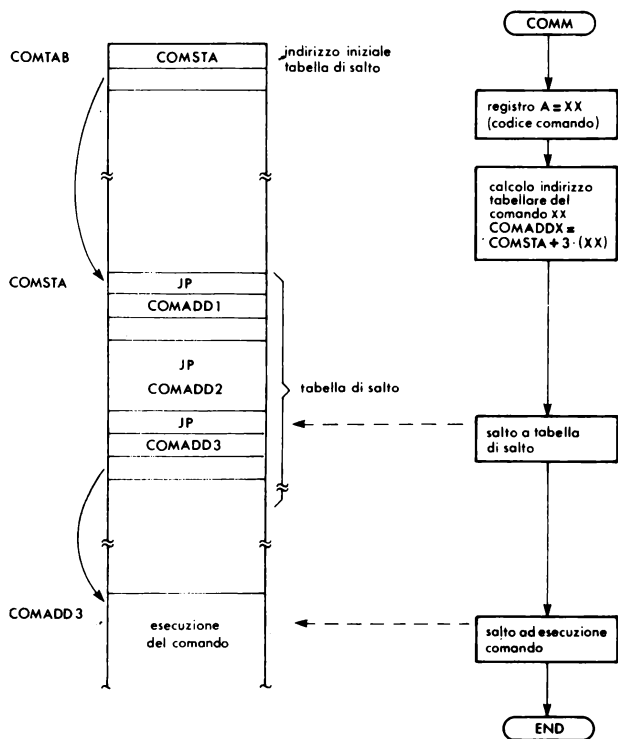 COMTAB
COMSTA
indirizzo iniziale
tabella di salto
COMSTA
JP
COMADD1
JP
COMADD2
JP
COMADD3
tabella di salto
COMADD3
esecuzione
del comando
COMM
registro A = XX
(codice comando)
calcolo indirizzo
tabellare del
comando XX
COMADDX =
COMSTA + 3 · (XX)
salto a tabella
di salto
salto ad esecuzione
comando
END